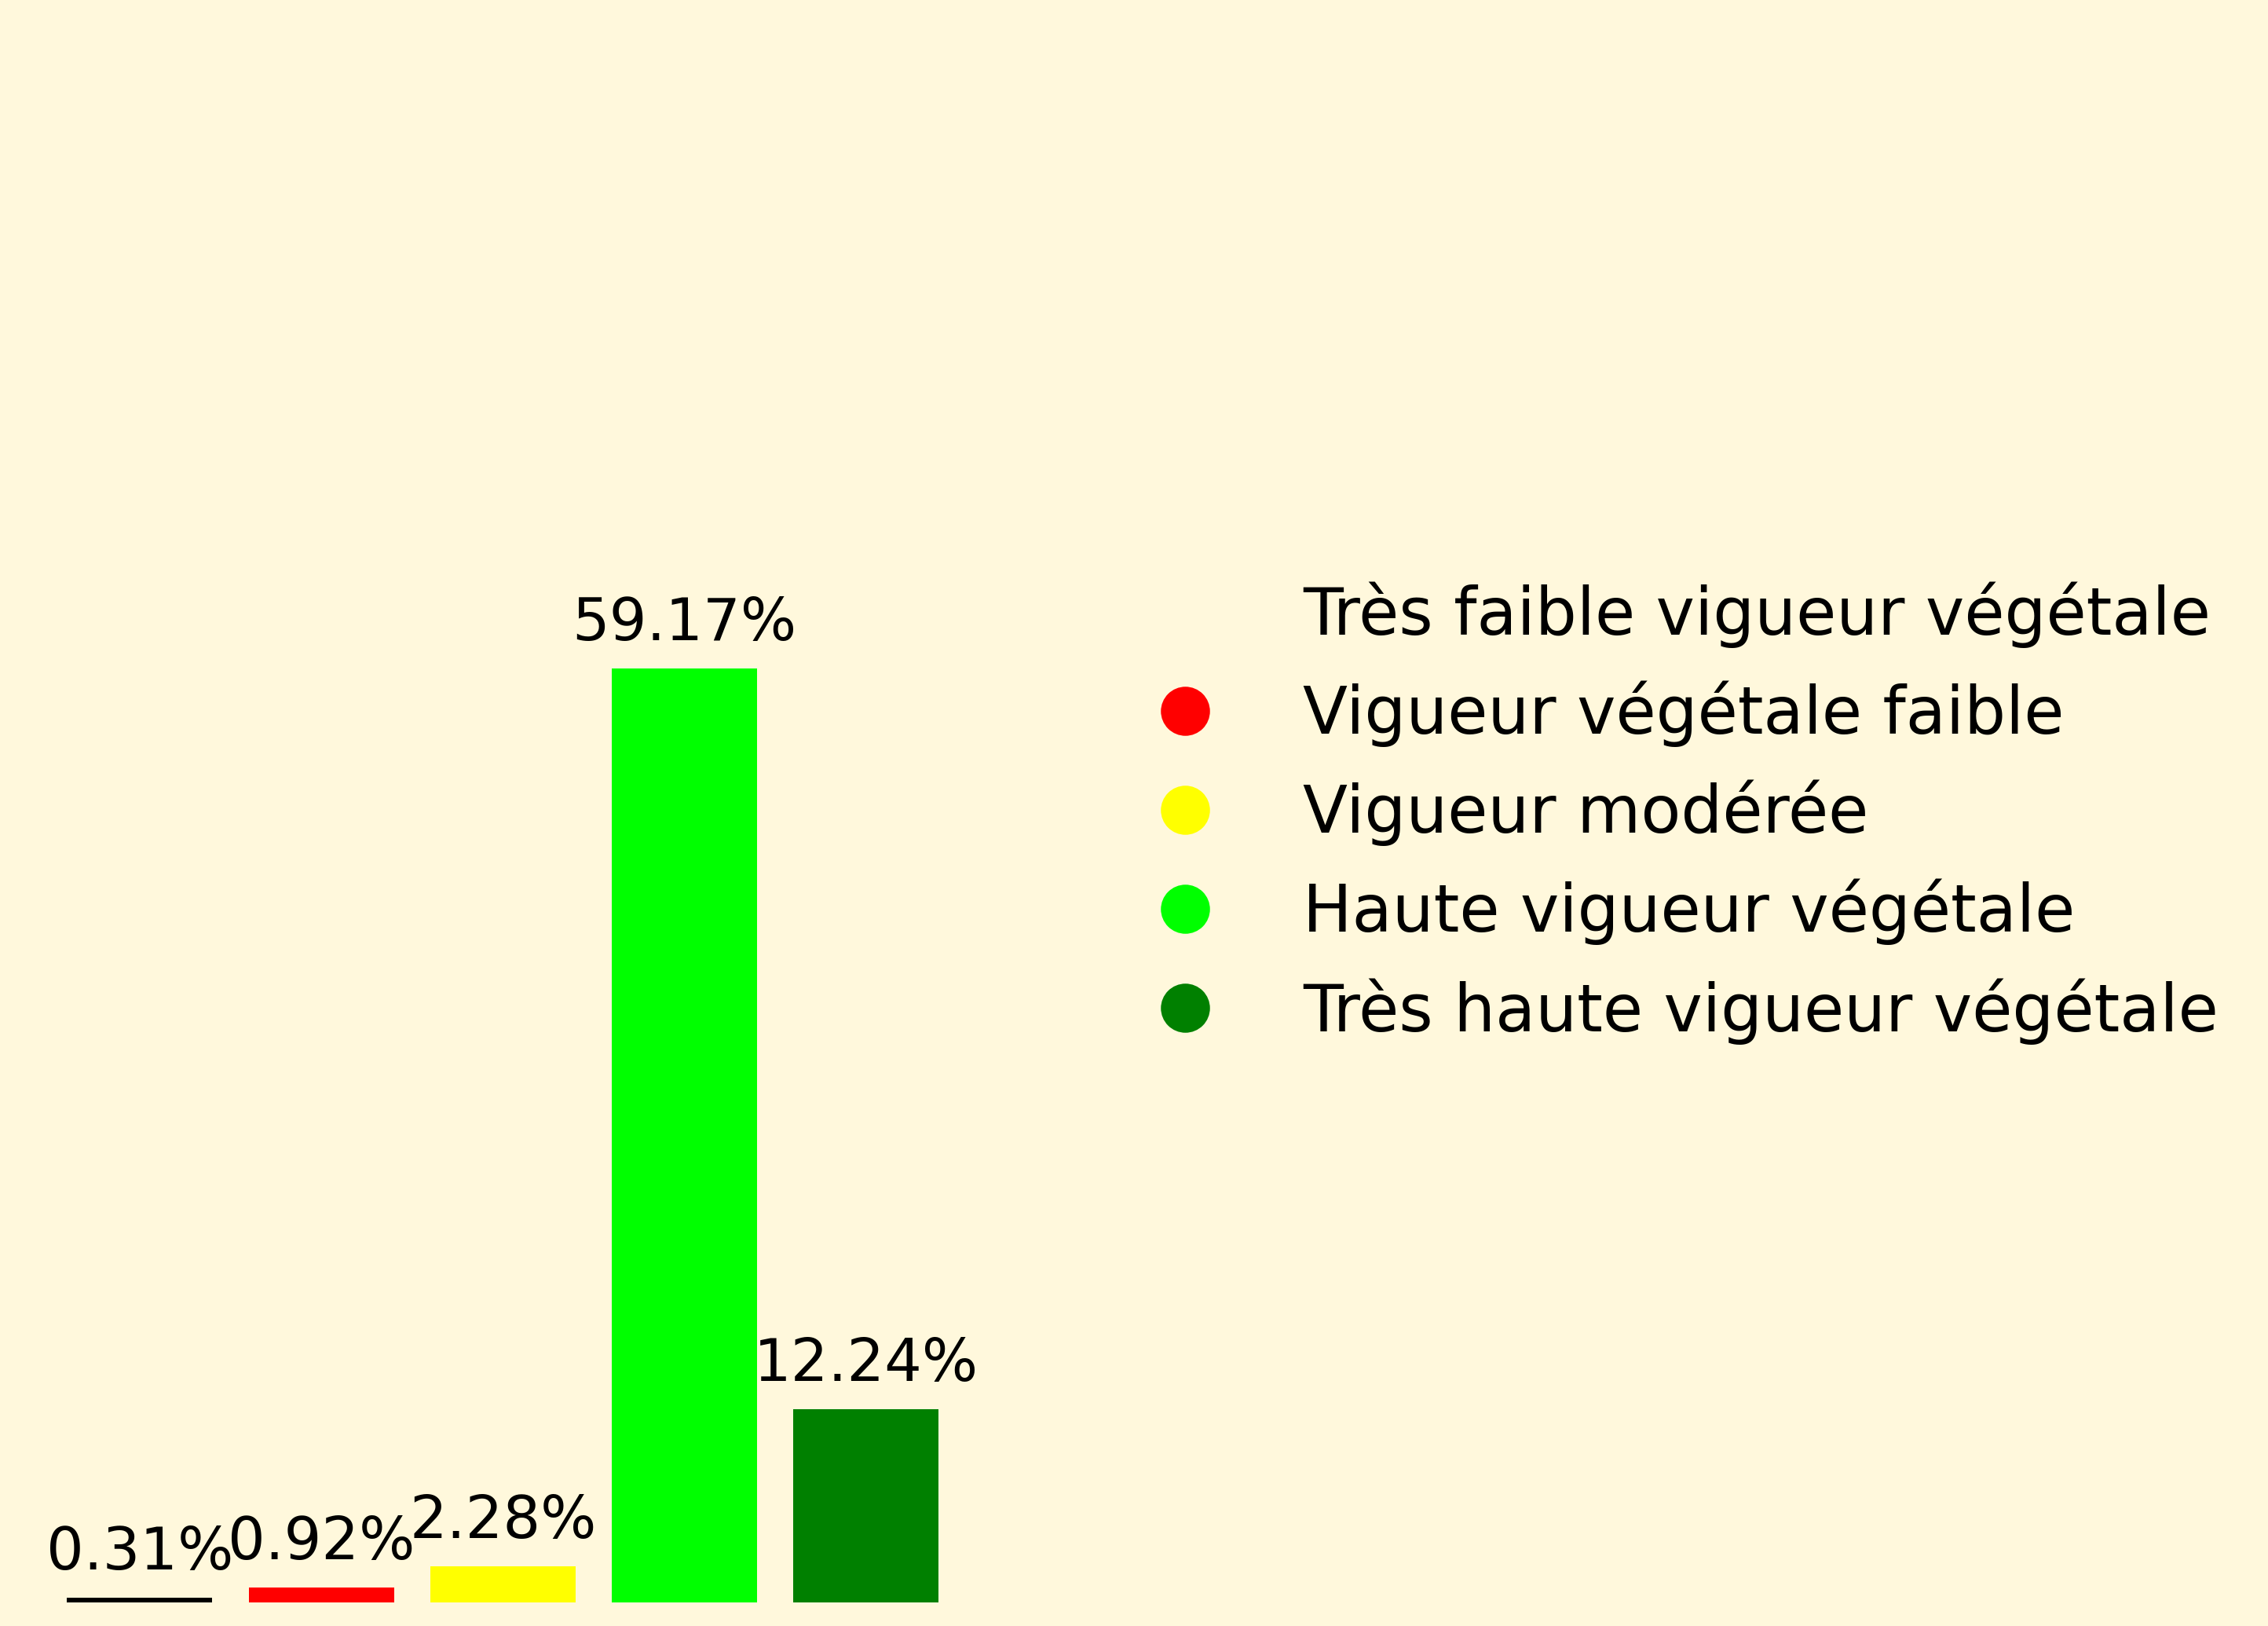 59.17%
12.24%
2.28%
0.92%
0.31%
Très faible vigueur végétale
Vigueur végétale faible
Vigueur modérée
Haute vigueur végétale
Très haute vigueur végétale